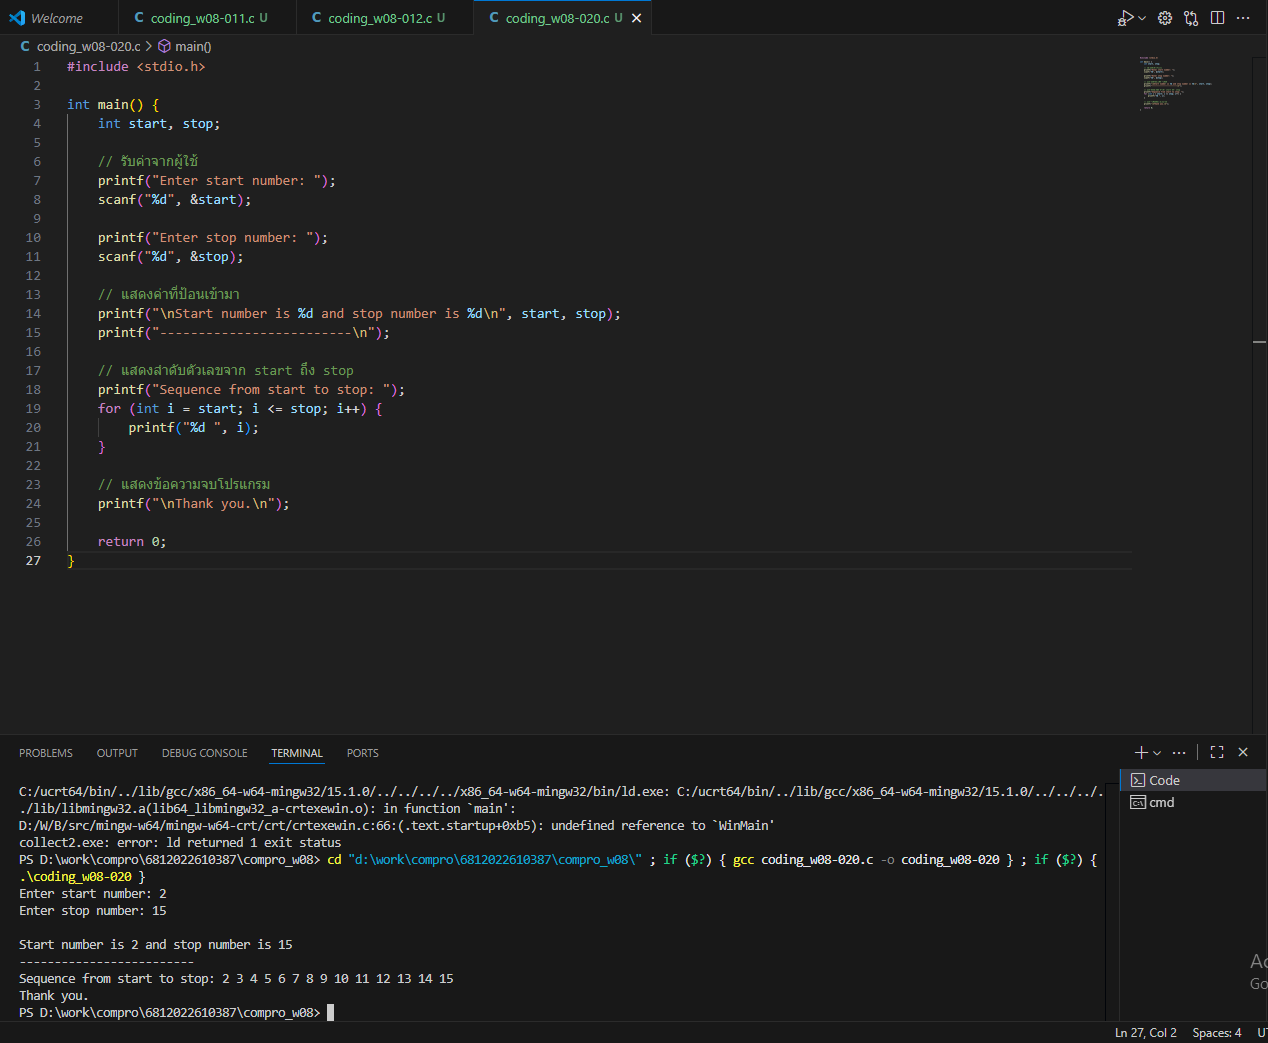 Welcome
C coding_w08-011.c U
C coding_w08-012.c U
C coding_w08-020.c U
C coding_w08-020.c > main()
1 #include <stdio.h>
2
3 int main() {
4     int start, stop;
5
6     // รับค่าจากผู้ใช้
7     printf("Enter start number: ");
8     scanf("%d", &start);
9
10     printf("Enter stop number: ");
11     scanf("%d", &stop);
12
13     // แสดงค่าที่ป้อนเข้ามา
14     printf("\nStart number is %d and stop number is %d\n", start, stop);
15     printf("-------------------------\n");
16
17     // แสดงลำดับตัวเลขจาก start ถึง stop
18     printf("Sequence from start to stop: ");
19     for (int i = start; i <= stop; i++) {
20         printf("%d ", i);
21     }
22
23     // แสดงข้อความจบโปรแกรม
24     printf("\nThank you.\n");
25
26     return 0;
27 }
PROBLEMS OUTPUT DEBUG CONSOLE TERMINAL PORTS
C:/ucrt64/bin/../lib/gcc/x86_64-w64-mingw32/15.1.0/../../../../x86_64-w64-mingw32/bin/ld.exe: C:/ucrt64/bin/../lib/gcc/x86_64-w64-mingw32/15.1.0/../../../.
./lib/libmingw32.a(lib64_libmingw32_a-crtexewin.o): in function `main':
D:/W/B/src/mingw-w64/mingw-w64-crt/crt/crtexewin.c:66:(.text.startup+0xb5): undefined reference to `WinMain'
collect2.exe: error: ld returned 1 exit status
PS D:\work\compro\6812022610387\compro_w08> cd "d:\work\compro\6812022610387\compro_w08\" ; if ($?) { gcc coding_w08-020.c -o coding_w08-020 } ; if ($?) {
.\coding_w08-020 }
Enter start number: 2
Enter stop number: 15

Start number is 2 and stop number is 15
-------------------------
Sequence from start to stop: 2 3 4 5 6 7 8 9 10 11 12 13 14 15
Thank you.
PS D:\work\compro\6812022610387\compro_w08>
Code
cmd
Ac
Go
Ln 27, Col 2 Spaces: 4 UT